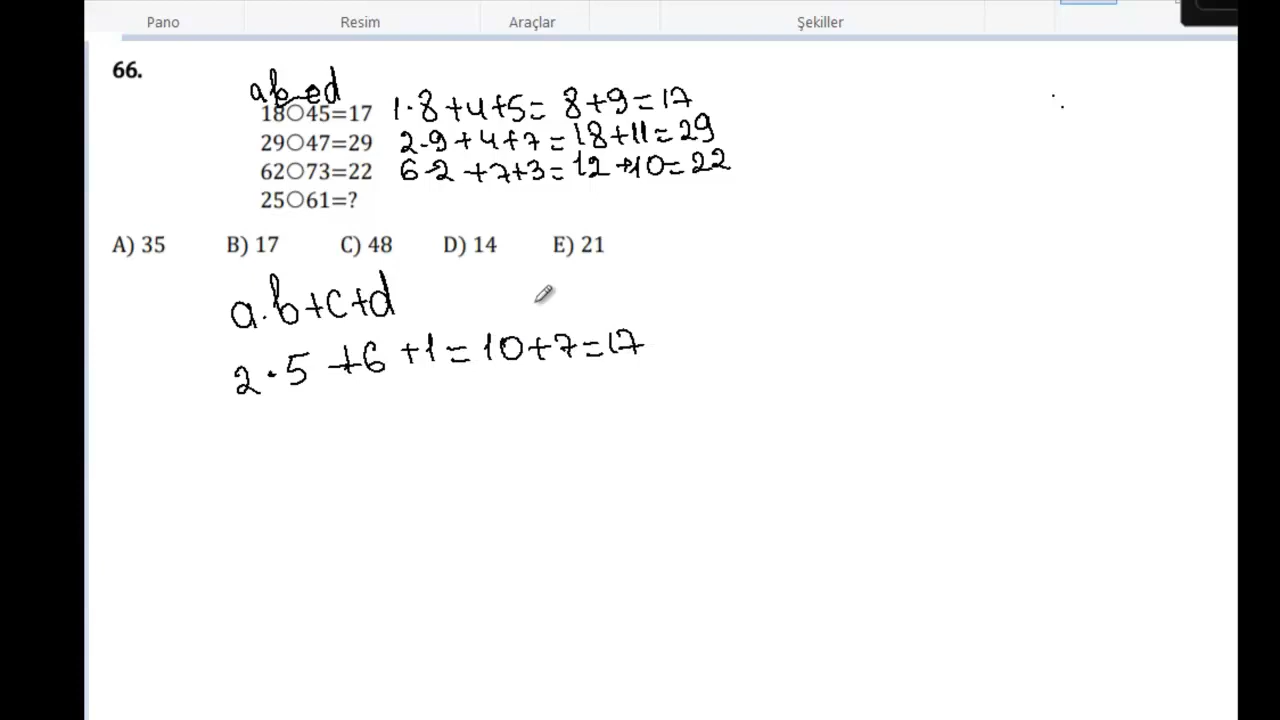 Pano Resim Araçlar Şekiller
66.
ab cd
18○45=17 1·8+4+5= 8+9=17
29○47=29 2·9+4+7=18+11=29
62○73=22 6·2+7+3=12+10=22
25○61=?
A) 35 B) 17 C) 48 D) 14 E) 21
a·b+c+d
2·5+6+1=10+7=17